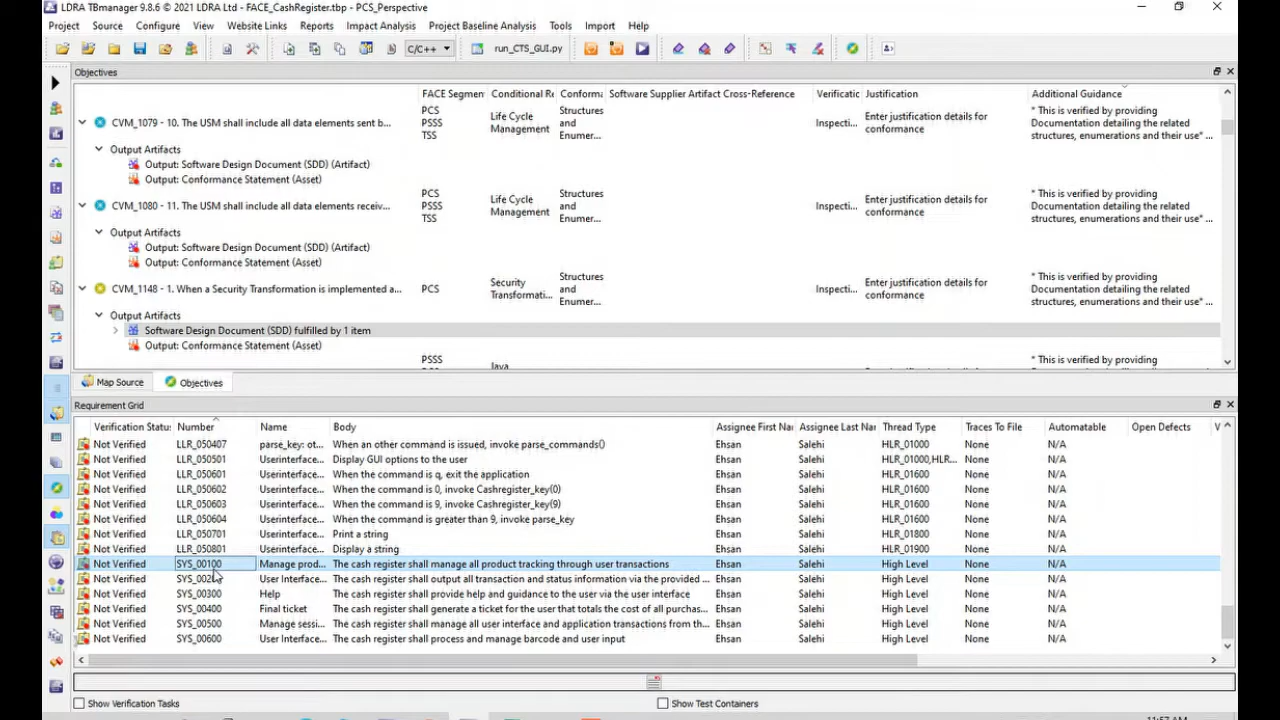 LDRA TBmanager 9.8.6 © 2021 LDRA Ltd - FACE_CashRegister.tbp - PCS_Perspective
Project Source Configure View Website Links Reports Impact Analysis Project Baseline Analysis Tools Import Help
C/C++ run_CTS_GUI.py
Objectives
FACE Segmen Conditional Re Conforma Software Supplier Artifact Cross-Reference Verificatic Justification Additional Guidance
CVM_1079 - 10. The USM shall include all data elements sent b... PCS PSSS TSS Life Cycle Management Structures and Enumer... Inspecti... Enter justification details for conformance * This is verified by providing Documentation detailing the related structures, enumerations and their use* ...
Output Artifacts
Output: Software Design Document (SDD) (Artifact)
Output: Conformance Statement (Asset)
CVM_1080 - 11. The USM shall include all data elements receiv... PCS PSSS TSS Life Cycle Management Structures and Enumer... Inspecti... Enter justification details for conformance * This is verified by providing Documentation detailing the related structures, enumerations and their use* ...
Output Artifacts
Output: Software Design Document (SDD) (Artifact)
Output: Conformance Statement (Asset)
CVM_1148 - 1. When a Security Transformation is implemented a... PCS Security Transformati... Structures and Enumer... Inspecti... Enter justification details for conformance * This is verified by providing Documentation detailing the related structures, enumerations and their use* ...
Output Artifacts
Software Design Document (SDD) fulfilled by 1 item
Output: Conformance Statement (Asset)
PSSS Java * This is verified by providing
Map Source Objectives
Requirement Grid
Verification Statu: Number Name Body Assignee First Na Assignee Last Na Thread Type Traces To File Automatable Open Defects V
Not Verified LLR_050407 parse_key: ot... When an other command is issued, invoke parse_commands() Ehsan Salehi HLR_01000 None N/A
Not Verified LLR_050501 Userinterface... Display GUI options to the user Ehsan Salehi HLR_01000,HLR... None N/A
Not Verified LLR_050601 Userinterface... When the command is q, exit the application Ehsan Salehi HLR_01600 None N/A
Not Verified LLR_050602 Userinterface... When the command is 0, invoke Cashregister_key(0) Ehsan Salehi HLR_01600 None N/A
Not Verified LLR_050603 Userinterface... When the command is 9, invoke Cashregister_key(9) Ehsan Salehi HLR_01600 None N/A
Not Verified LLR_050604 Userinterface... When the command is greater than 9, invoke parse_key Ehsan Salehi HLR_01600 None N/A
Not Verified LLR_050701 Userinterface... Print a string Ehsan Salehi HLR_01800 None N/A
Not Verified LLR_050801 Userinterface... Display a string Ehsan Salehi HLR_01900 None N/A
Not Verified SYS_00100 Manage prod... The cash register shall manage all product tracking through user transactions Ehsan Salehi High Level None N/A
Not Verified SYS_00200 User Interface... The cash register shall output all transaction and status information via the provided ... Ehsan Salehi High Level None N/A
Not Verified SYS_00300 Help The cash register shall provide help and guidance to the user via the user interface Ehsan Salehi High Level None N/A
Not Verified SYS_00400 Final ticket The cash register shall generate a ticket for the user that totals the cost of all purchas... Ehsan Salehi High Level None N/A
Not Verified SYS_00500 Manage sessi... The cash register shall manage all user interface and application transactions from th... Ehsan Salehi High Level None N/A
Not Verified SYS_00600 User Interface... The cash register shall process and manage barcode and user input Ehsan Salehi High Level None N/A
Show Verification Tasks Show Test Containers